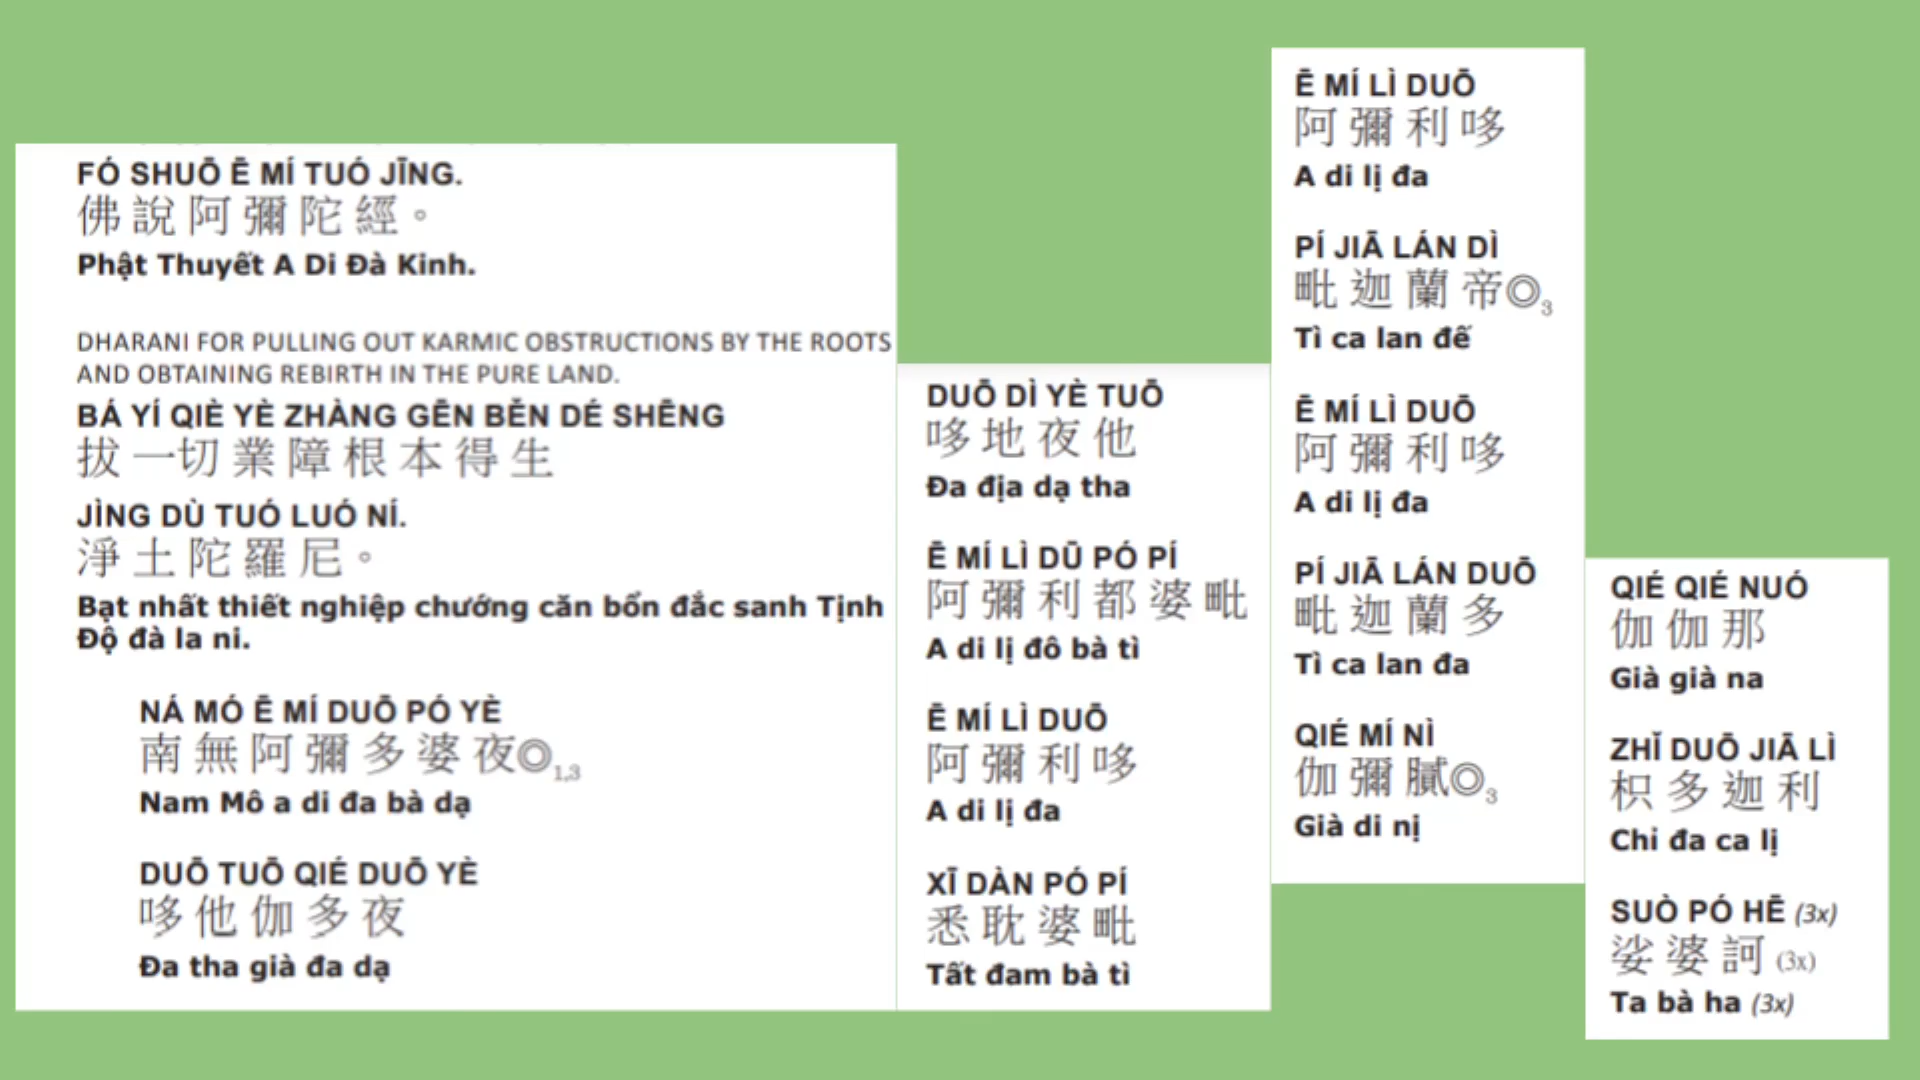 FÓ SHUŌ Ē MÍ TUÓ JĪNG.
佛說阿彌陀經。
Phật Thuyết A Di Đà Kinh.
DHARANI FOR PULLING OUT KARMIC OBSTRUCTIONS BY THE ROOTS
AND OBTAINING REBIRTH IN THE PURE LAND.
BÁ YÍ QIÈ YÈ ZHÀNG GĒN BĚN DÉ SHĒNG
拔一切業障根本得生
JÌNG DÙ TUÓ LUÓ NÍ.
淨土陀羅尼。
Bạt nhất thiết nghiệp chướng căn bổn đắc sanh Tịnh
Độ đà la ni.
NÁ MÓ Ē MÍ DUŌ PÓ YÈ
南無阿彌多婆夜◎1,3
Nam Mô a di đa bà dạ
DUŌ TUŌ QIÉ DUŌ YÈ
哆他伽多夜
Đa tha già đa dạ
DUŌ DÌ YÈ TUŌ
哆地夜他
Đa địa dạ tha
Ē MÍ LÌ DŪ PÓ PÍ
阿彌利都婆毗
A di lị đô bà tì
Ē MÍ LÌ DUŌ
阿彌利哆
A di lị đa
XĪ DÀN PÓ PÍ
悉耽婆毗
Tất đam bà tì
Ē MÍ LÌ DUŌ
阿彌利哆
A di lị đa
PÍ JIĀ LÁN DÌ
毗迦蘭帝◎3
Tì ca lan đế
Ē MÍ LÌ DUŌ
阿彌利哆
A di lị đa
PÍ JIĀ LÁN DUŌ
毗迦蘭多
Tì ca lan đa
QIÉ MÍ NÌ
伽彌膩◎3
Già di nị
QIÉ QIÉ NUÓ
伽伽那
Già già na
ZHǏ DUŌ JIĀ LÌ
枳多迦利
Chỉ đa ca lị
SUÒ PÓ HĒ (3x)
娑婆訶 (3x)
Ta bà ha (3x)